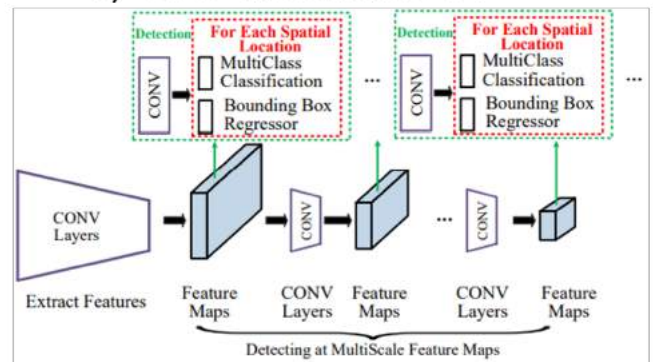 Detection
For Each Spatial
Location
CONV
MultiClass
Classification
Bounding Box
Regressor
...
Detection
For Each Spatial
Location
CONV
MultiClass
Classification
Bounding Box
Regressor
...
CONV
Layers
CONV
...
CONV
Extract Features
Feature
Maps
CONV
Layers
Feature
Maps
CONV
Layers
Feature
Maps
Detecting at MultiScale Feature Maps